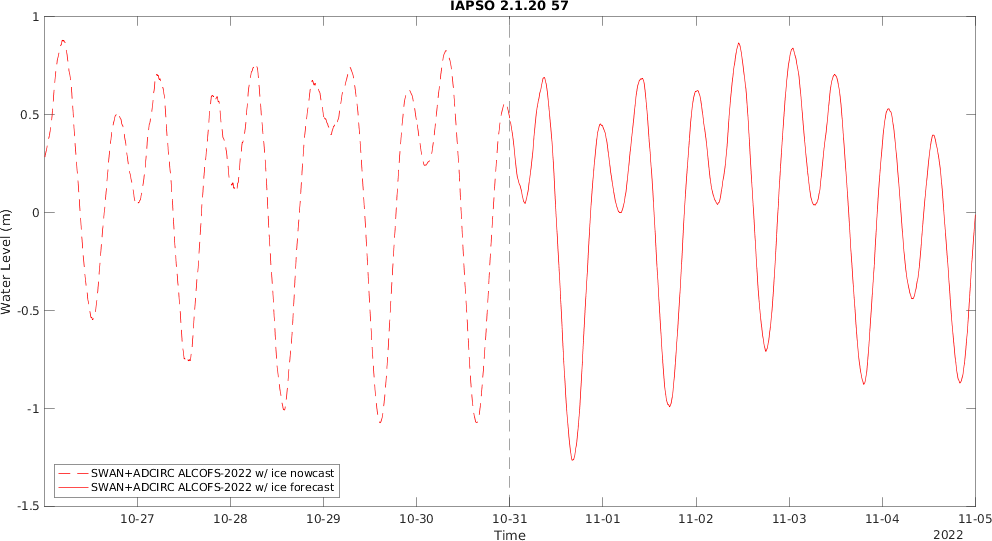 IAPSO 2.1.20 57
Water Level (m)
1
0.5
0
-0.5
-1
-1.5
SWAN+ADCIRC ALCOFS-2022 w/ ice nowcast
SWAN+ADCIRC ALCOFS-2022 w/ ice forecast
10-27 10-28 10-29 10-30 10-31 11-01 11-02 11-03 11-04 11-05
Time
2022